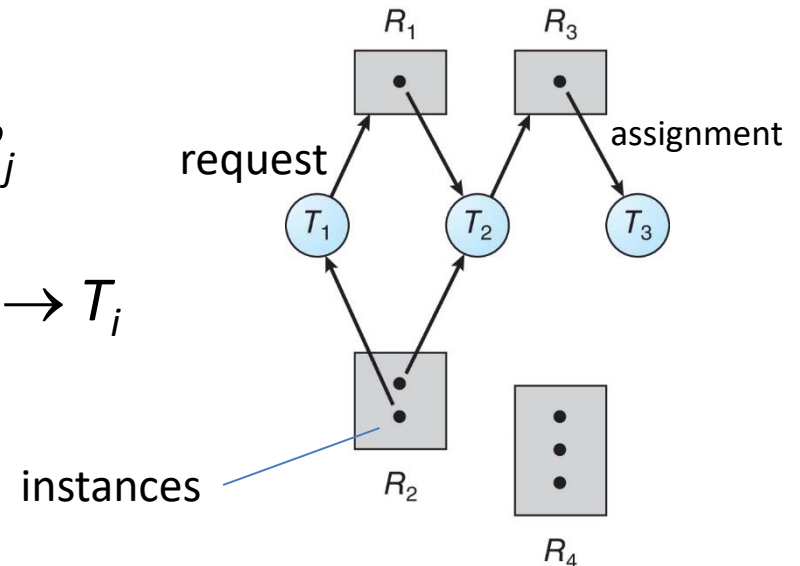 R₁ R₃
request
assignment
j
T₁ T₂ T₃
→ Tᵢ
instances
R₂
R₄